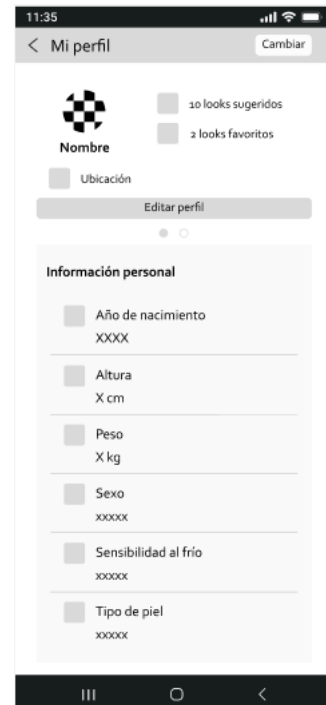 11:35
Mi perfil
Cambiar
10 looks sugeridos
2 looks favoritos
Nombre
Ubicación
Editar perfil
Información personal
Año de nacimiento
XXXX
Altura
X cm
Peso
X kg
Sexo
xxxxx
Sensibilidad al frío
xxxxx
Tipo de piel
xxxxx